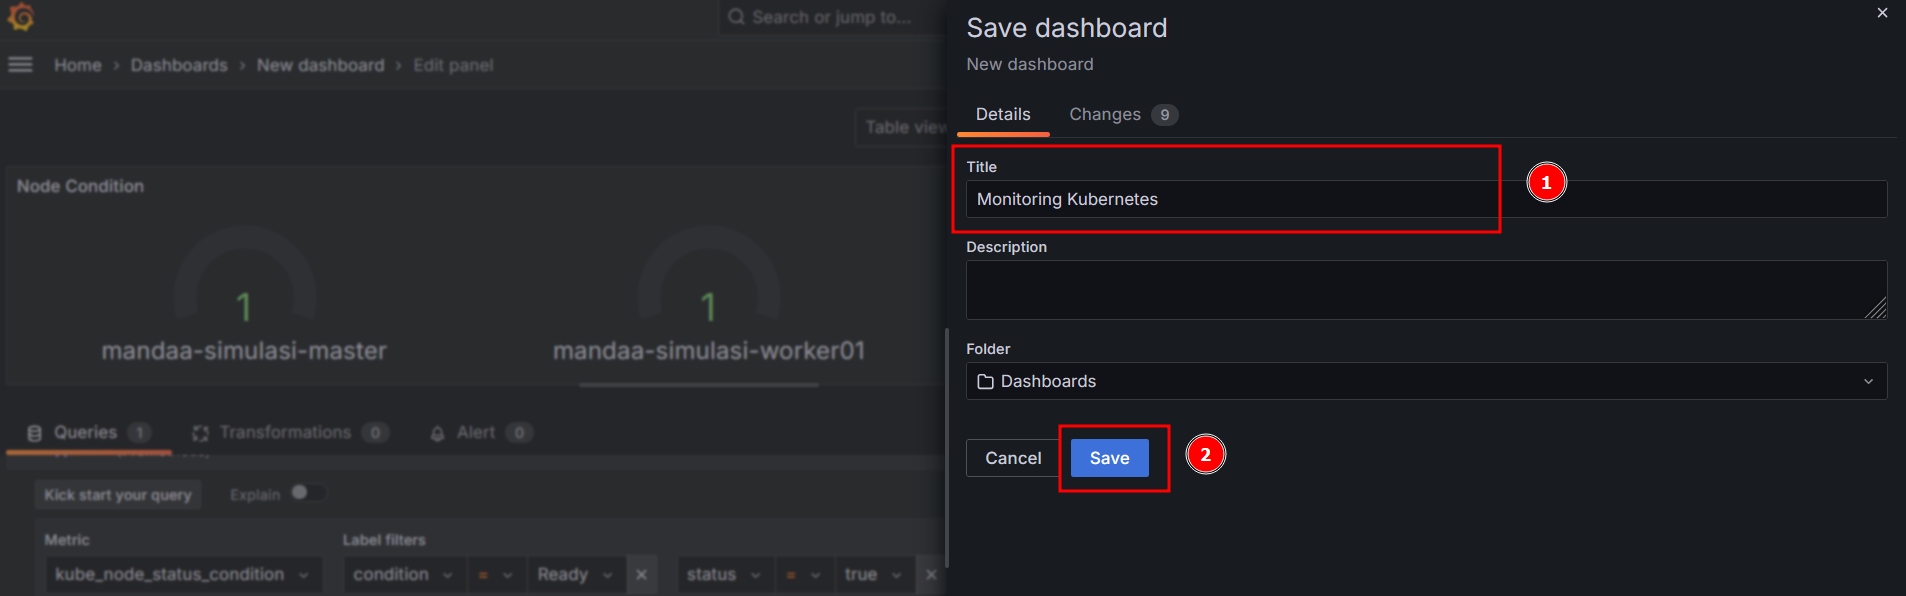 Search or jump to...
Home › Dashboards › New dashboard › Edit panel
Table view
Node Condition
1
mandaa-simulasi-master
1
mandaa-simulasi-worker01
Queries 1
Transformations 0
Alert 0
Kick start your query
Explain
Metric
Label filters
kube_node_status_condition
condition = Ready ×
status = true ×
Save dashboard
New dashboard
Details
Changes 9
Title
1
Monitoring Kubernetes
Description
Folder
Dashboards
Cancel
Save
2